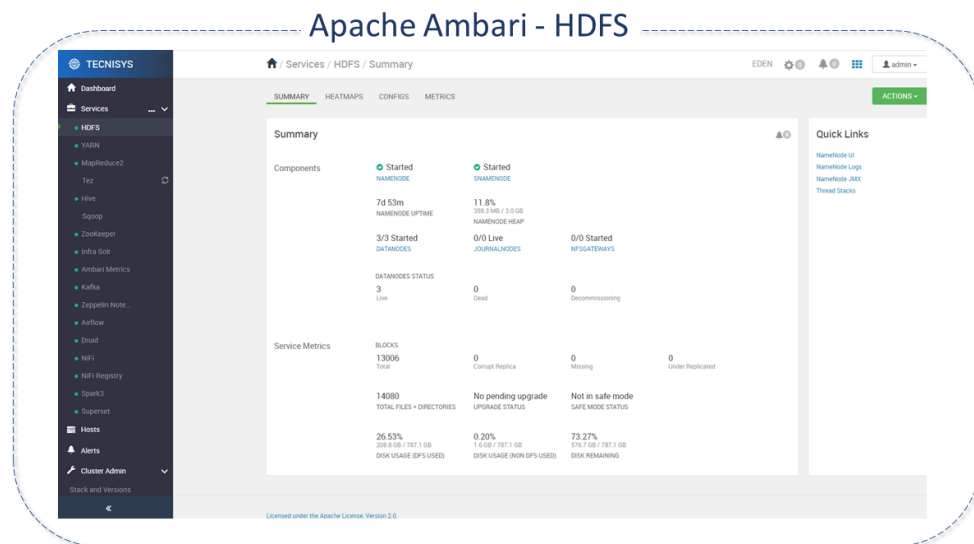 Apache Ambari - HDFS
TECNISYS
/ Services / HDFS / Summary
EDEN
0
0
admin
Dashboard
Services
...
HDFS
YARN
MapReduce2
Tez
Hive
Sqoop
ZooKeeper
Infra Solr
Ambari Metrics
Kafka
Zeppelin Note...
Airflow
Druid
NiFi
NiFi Registry
Spark3
Superset
Hosts
Alerts
Cluster Admin
Stack and Versions
«
SUMMARY HEATMAPS CONFIGS METRICS
ACTIONS
Summary
0
Components
Started
NAMENODE
Started
SNAMENODE
7d 53m
NAMENODE UPTIME
11.8%
359.3 MB / 3.0 GB
NAMENODE HEAP
3/3 Started
DATANODES
0/0 Live
JOURNALNODES
0/0 Started
NFSGATEWAYS
DATANODES STATUS
3
Live
0
Dead
0
Decommissioning
Service Metrics
BLOCKS
13006
Total
0
Corrupt Replica
0
Missing
0
Under Replicated
14080
TOTAL FILES + DIRECTORIES
No pending upgrade
UPGRADE STATUS
Not in safe mode
SAFE MODE STATUS
26.53%
208.8 GB / 787.1 GB
DISK USAGE (DFS USED)
0.20%
1.6 GB / 787.1 GB
DISK USAGE (NON DFS USED)
73.27%
576.7 GB / 787.1 GB
DISK REMAINING
Quick Links
NameNode UI
NameNode Logs
NameNode JMX
Thread Stacks
Licensed under the Apache License, Version 2.0.